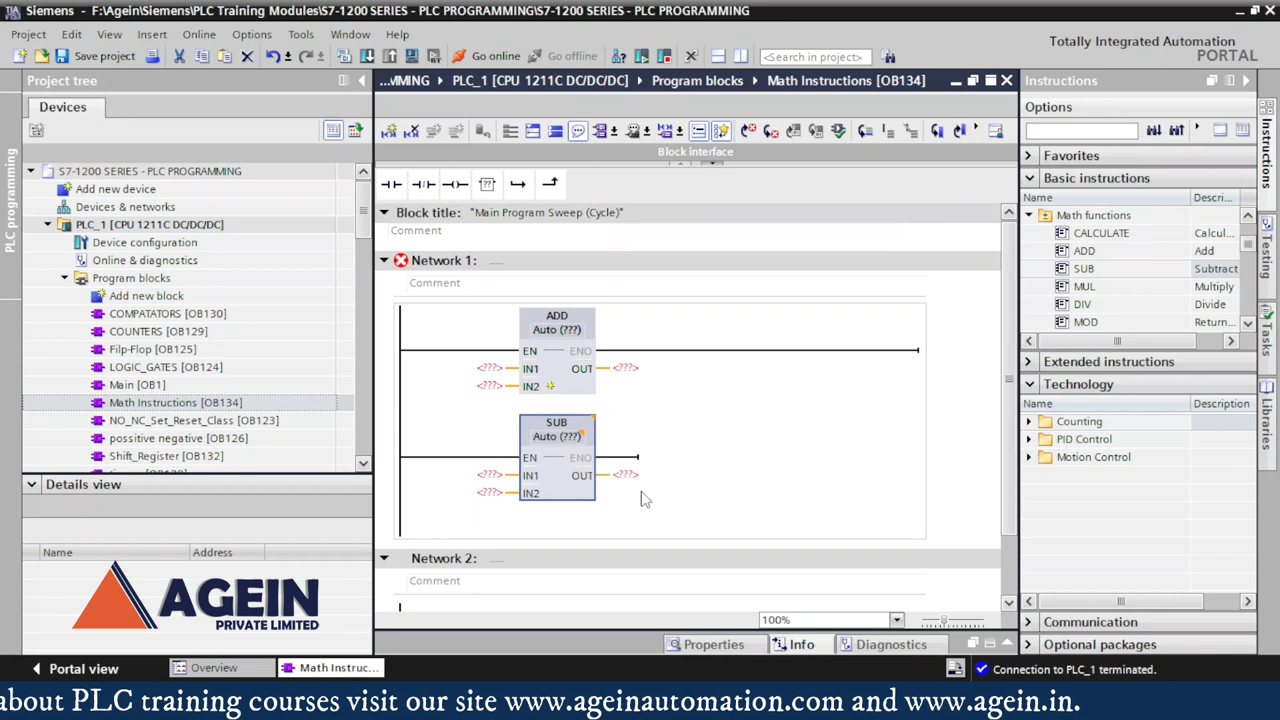 Siemens - F:\Agein\Siemens\PLC Training Modules\S7-1200 SERIES - PLC PROGRAMMING\S7-1200 SERIES - PLC PROGRAMMING
Project Edit View Insert Online Options Tools Window Help
Totally Integrated Automation
PORTAL
Save project
Go online
Go offline
<Search in project>
Project tree
...VMING PLC_1 [CPU 1211C DC/DC/DC] Program blocks Math Instructions [OB134]
Instructions
Devices
Options
PLC programming
Block interface
Favorites
Basic instructions
Name Descri...
S7-1200 SERIES - PLC PROGRAMMING
Add new device
Devices & networks
PLC_1 [CPU 1211C DC/DC/DC]
Device configuration
Online & diagnostics
Program blocks
Add new block
COMPATATORS [OB130]
COUNTERS [OB129]
Filp-Flop [OB125]
LOGIC_GATES [OB124]
Main [OB1]
Math Instructions [OB134]
NO_NC_Set_Reset_Class [OB123]
possitive negative [OB126]
Shift_Register [OB132]
Details view
Name Address
AGEIN
PRIVATE LIMITED
Block title: "Main Program Sweep (Cycle)"
Comment
Network 1: .....
Comment
ADD
Auto (???)
EN ENO
<???> IN1 OUT <???>
<???> IN2
SUB
Auto (???)
EN ENO
<???> IN1 OUT <???>
<???> IN2
Network 2: .....
Comment
100%
Properties Info Diagnostics
Math functions
CALCULATE Calcul...
ADD Add
SUB Subtract
MUL Multiply
DIV Divide
MOD Return...
Extended instructions
Technology
Name Description
Counting
PID Control
Motion Control
Communication
Optional packages
Instructions
Testing
Tasks
Libraries
Portal view Overview Math Instruc...
Connection to PLC_1 terminated.
about PLC training courses visit our site www.ageinautomation.com and www.agein.in.